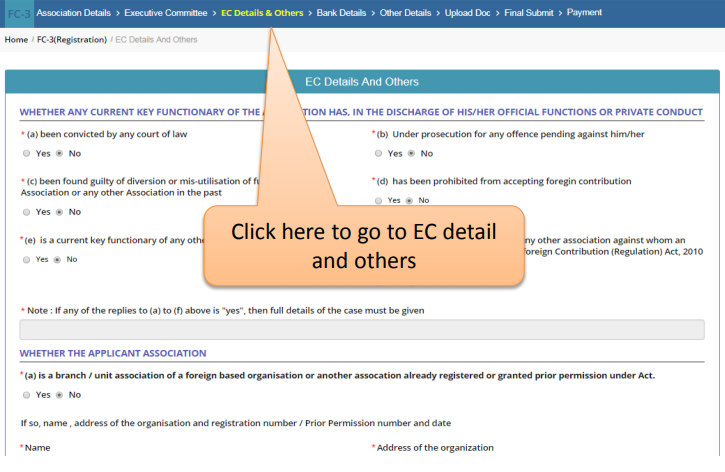 FC-3 Association Details > Executive Committee > EC Details & Others > Bank Details > Other Details > Upload Doc > Final Submit > Payment
Home / FC-3(Registration) / EC Details And Others
EC Details And Others
WHETHER ANY CURRENT KEY FUNCTIONARY OF THE A TION HAS, IN THE DISCHARGE OF HIS/HER OFFICIAL FUNCTIONS OR PRIVATE CONDUCT
* (a) been convicted by any court of law
* (b) Under prosecution for any offence pending against him/her
Yes No
Yes No
* (c) been found guilty of diversion or mis-utilisation of fu
Association or any other Association in the past
* (d) has been prohibited from accepting foregin contribution
Yes No
Yes No
* (e) is a current key functionary of any oth
ny other association against whom an
oreign Contribution (Regulation) Act, 2010
Yes No
Click here to go to EC detail
and others
* Note : If any of the replies to (a) to (f) above is "yes", then full details of the case must be given
WHETHER THE APPLICANT ASSOCIATION
* (a) is a branch / unit association of a foreign based organisation or another assocation already registered or granted prior permission under Act.
Yes No
If so, name , address of the organisation and registration number / Prior Permission number and date
* Name
* Address of the organization